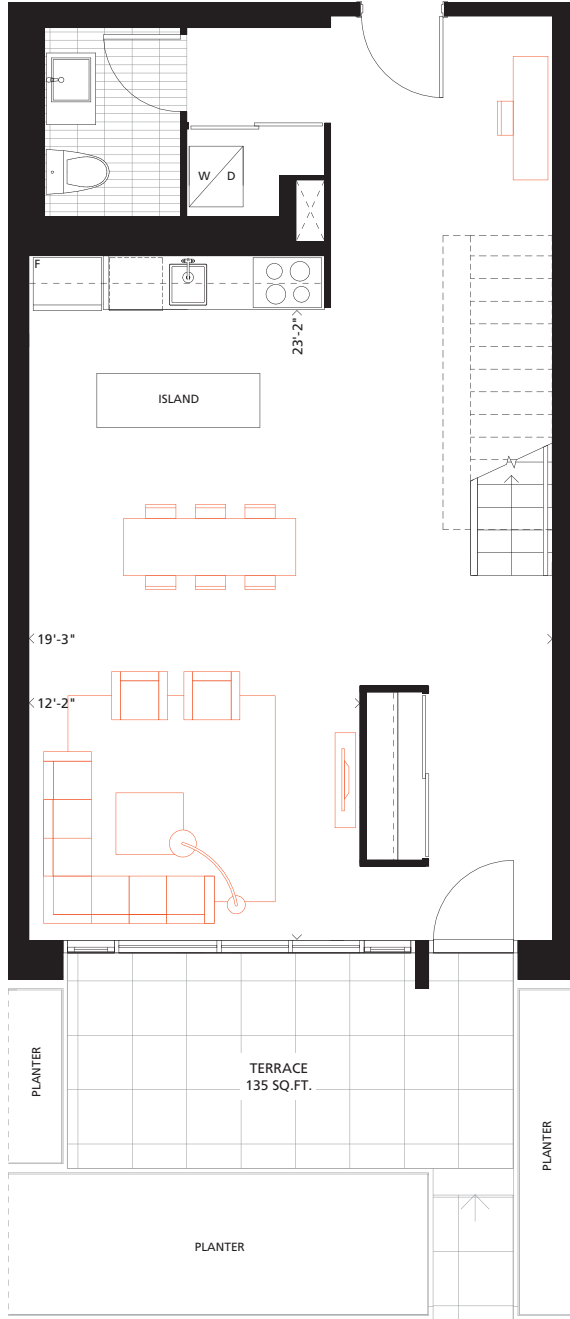 W D
F
23'-2"
ISLAND
19'-3"
12'-2"
TERRACE
135 SQ.FT.
PLANTER
PLANTER
PLANTER